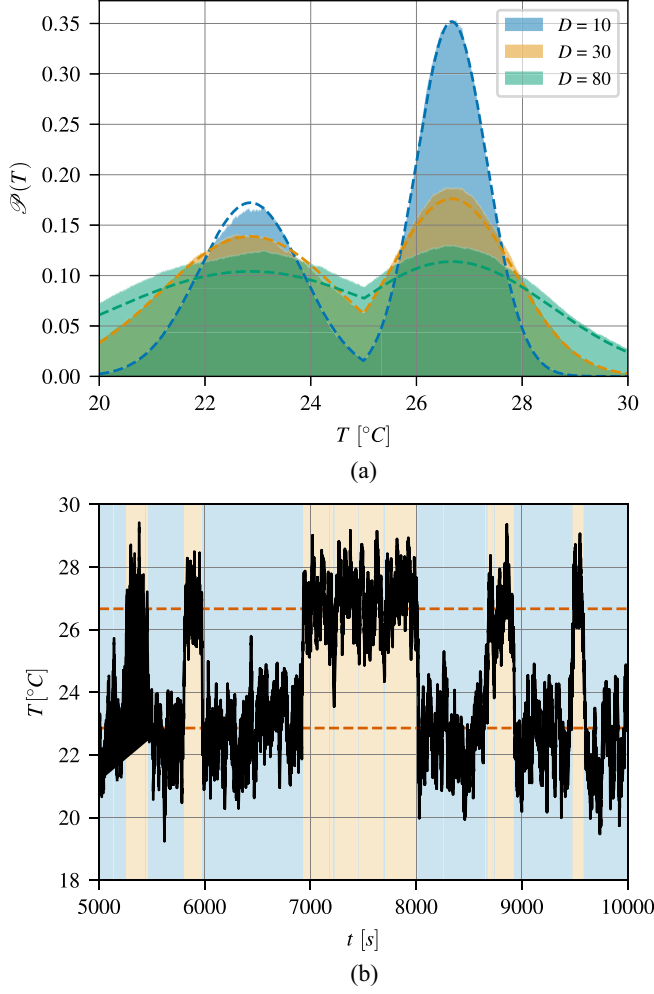 0.35
0.30
0.25
0.20
0.15
0.10
0.05
0.00
𝒫(T)
D = 10
D = 30
D = 80
20 22 24 26 28 30
T [°C]
(a)
30
28
26
24
22
20
18
T[°C]
5000 6000 7000 8000 9000 10000
t [s]
(b)